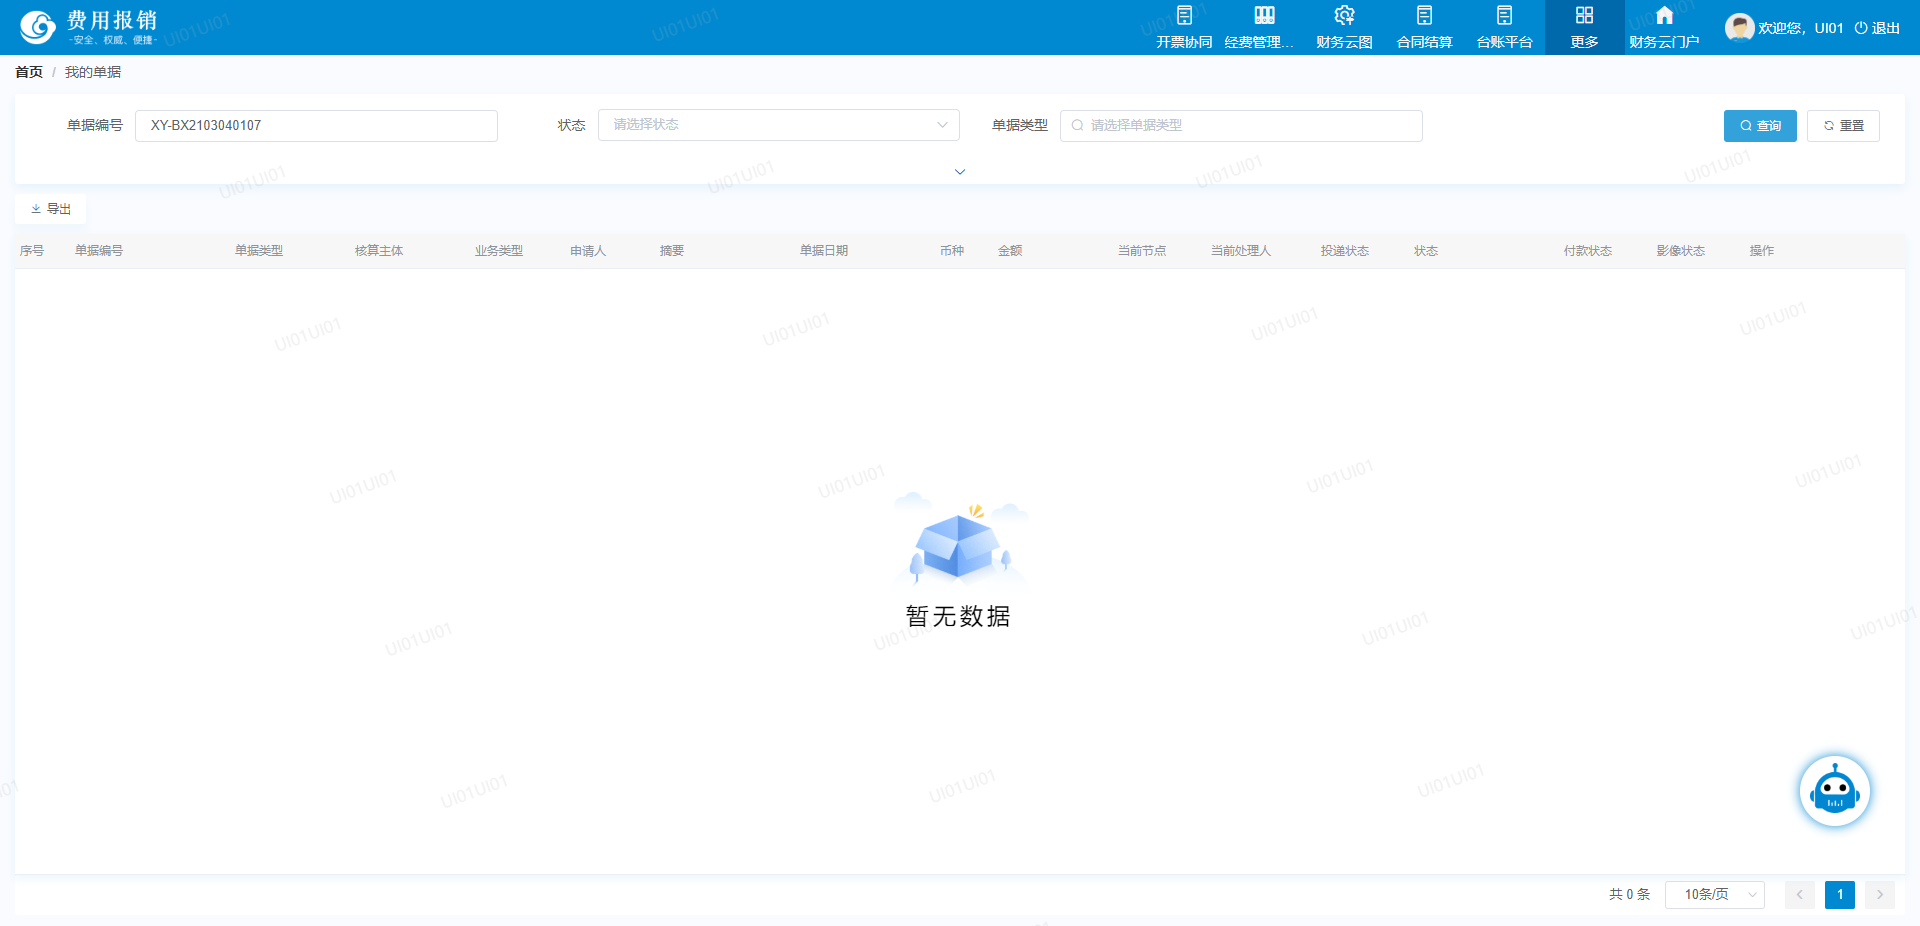 费用报销
-安全、权威、便捷-
开票协同 经费管理... 财务云图 合同结算 台账平台 更多 财务云门户 欢迎您，UI01 退出
首页 / 我的单据
单据编号 XY-BX2103040107 状态 请选择状态 单据类型 请选择单据类型 查询 重置
导出
序号 单据编号 单据类型 核算主体 业务类型 申请人 摘要 单据日期 币种 金额 当前节点 当前处理人 投递状态 状态 付款状态 影像状态 操作
暂无数据
共 0 条 10条/页 1
UI01UI01